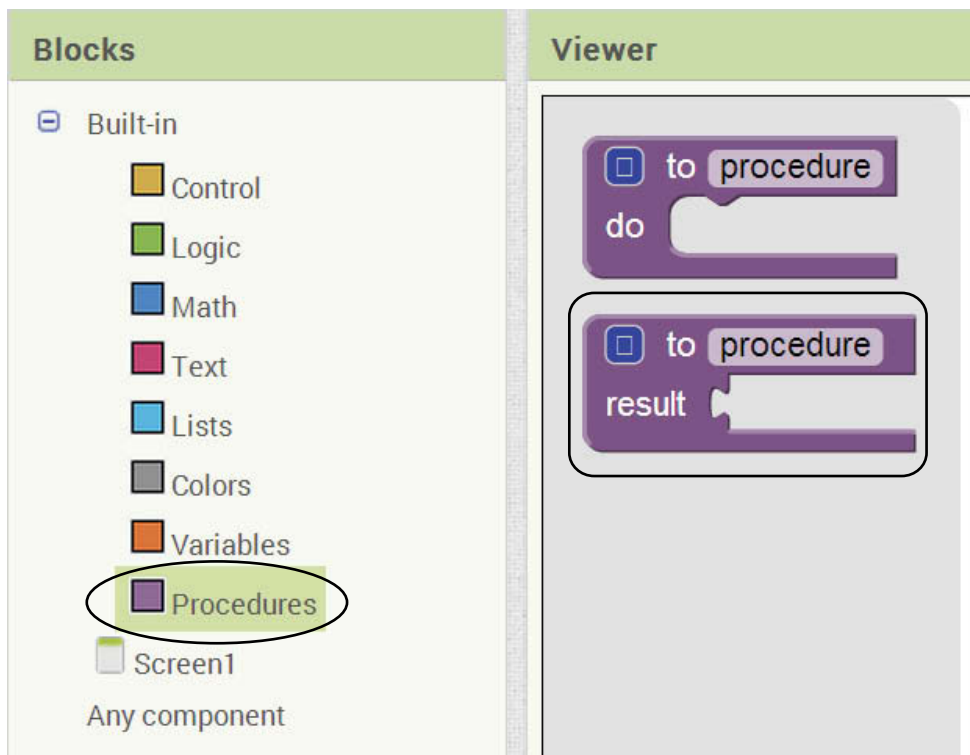 Blocks
Built-in
Control
Logic
Math
Text
Lists
Colors
Variables
Procedures
Screen1
Any component
Viewer
to procedure
do
to procedure
result